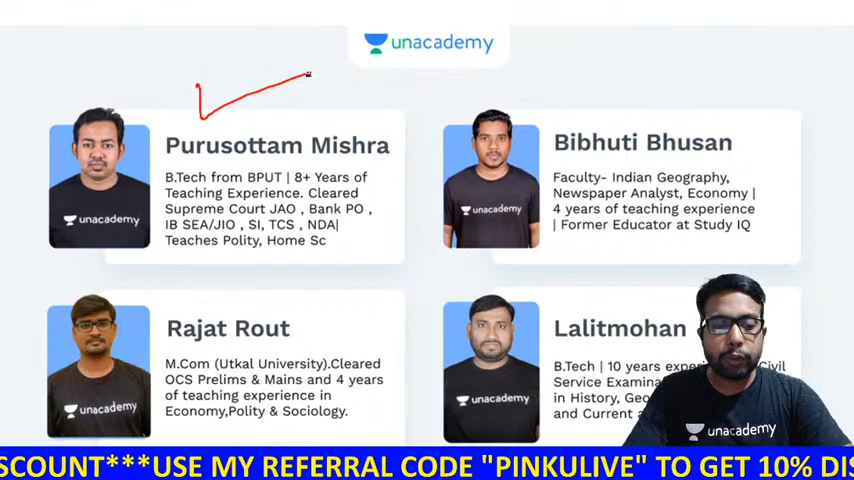 unacademy
Purusottam Mishra
B.Tech from BPUT | 8+ Years of
Teaching Experience. Cleared
Supreme Court JAO , Bank PO ,
IB SEA/JIO , SI, TCS , NDA|
Teaches Polity, Home Sc
unacademy
Bibhuti Bhusan
Faculty- Indian Geography,
Newspaper Analyst, Economy |
4 years of teaching experience
| Former Educator at Study IQ
unacademy
Rajat Rout
M.Com (Utkal University).Cleared
OCS Prelims & Mains and 4 years
of teaching experience in
Economy,Polity & Sociology.
unacademy
Lalitmohan
B.Tech | 10 years Civil
Service
in History,
and Current
unacademy
unacademy
SCOUNT***USE MY REFERRAL CODE "PINKULIVE" TO GET 10% DIS